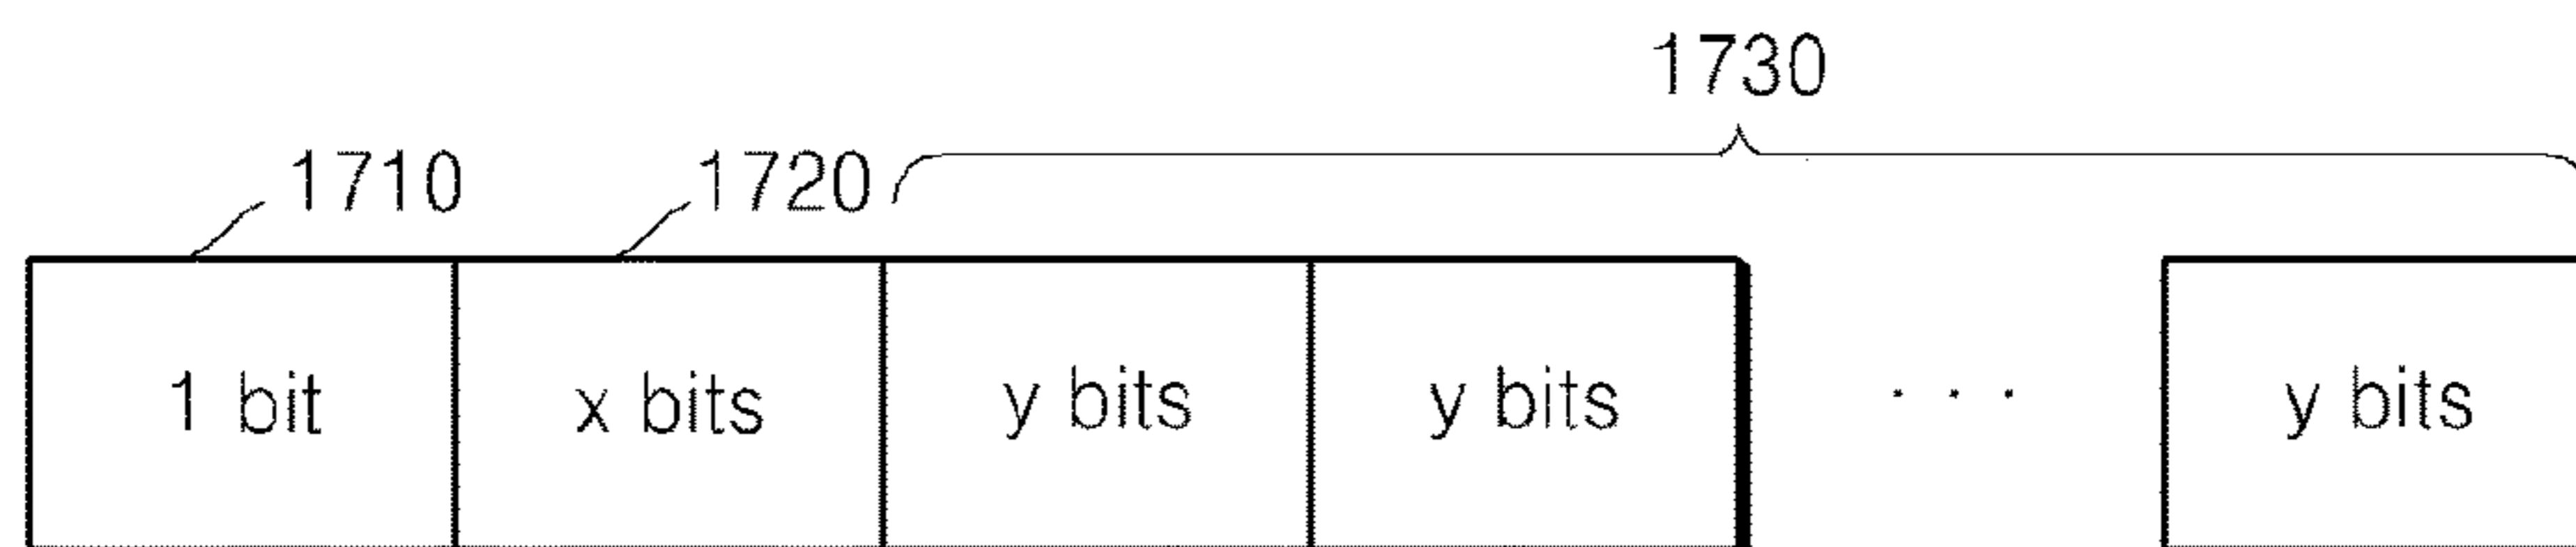 1730
1710 1720
1 bit x bits y bits y bits . . . y bits